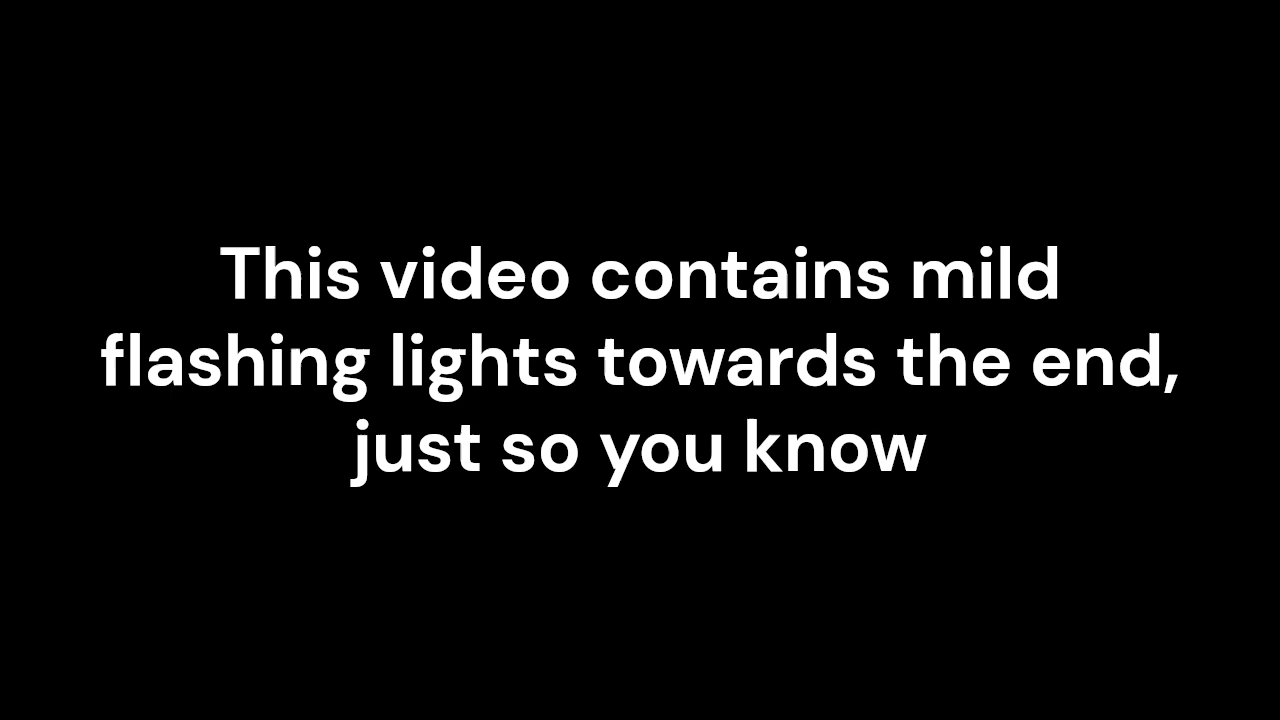 This video contains mild
flashing lights towards the end,
just so you know